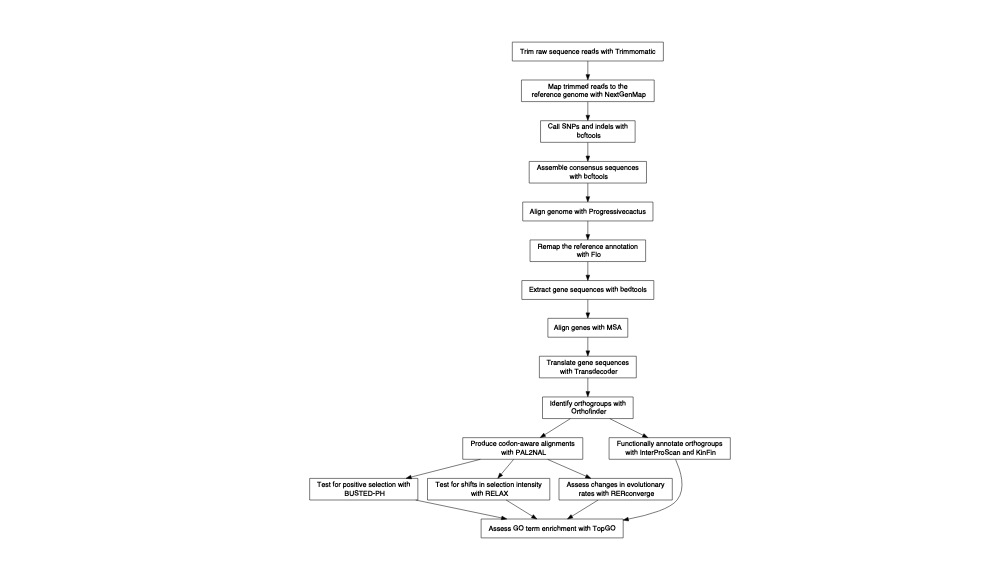 Trim raw sequence reads with Trimmomatic
Map trimmed reads to the
reference genome with NextGenMap
Call SNPs and indels with
bcftools
Assemble consensus sequences
with bcftools
Align genome with Progressivecactus
Remap the reference annotation
with Flo
Extract gene sequences with bedtools
Align genes with MSA
Translate gene sequences
with Transdecoder
Identify orthogroups with
Orthofinder
Produce codon-aware alignments
with PAL2NAL
Functionally annotate orthogroups
with InterProScan and KinFin
Test for positive selection with
BUSTED-PH
Test for shifts in selection intensity
with RELAX
Assess changes in evolutionary
rates with RERconverge
Assess GO term enrichment with TopGO